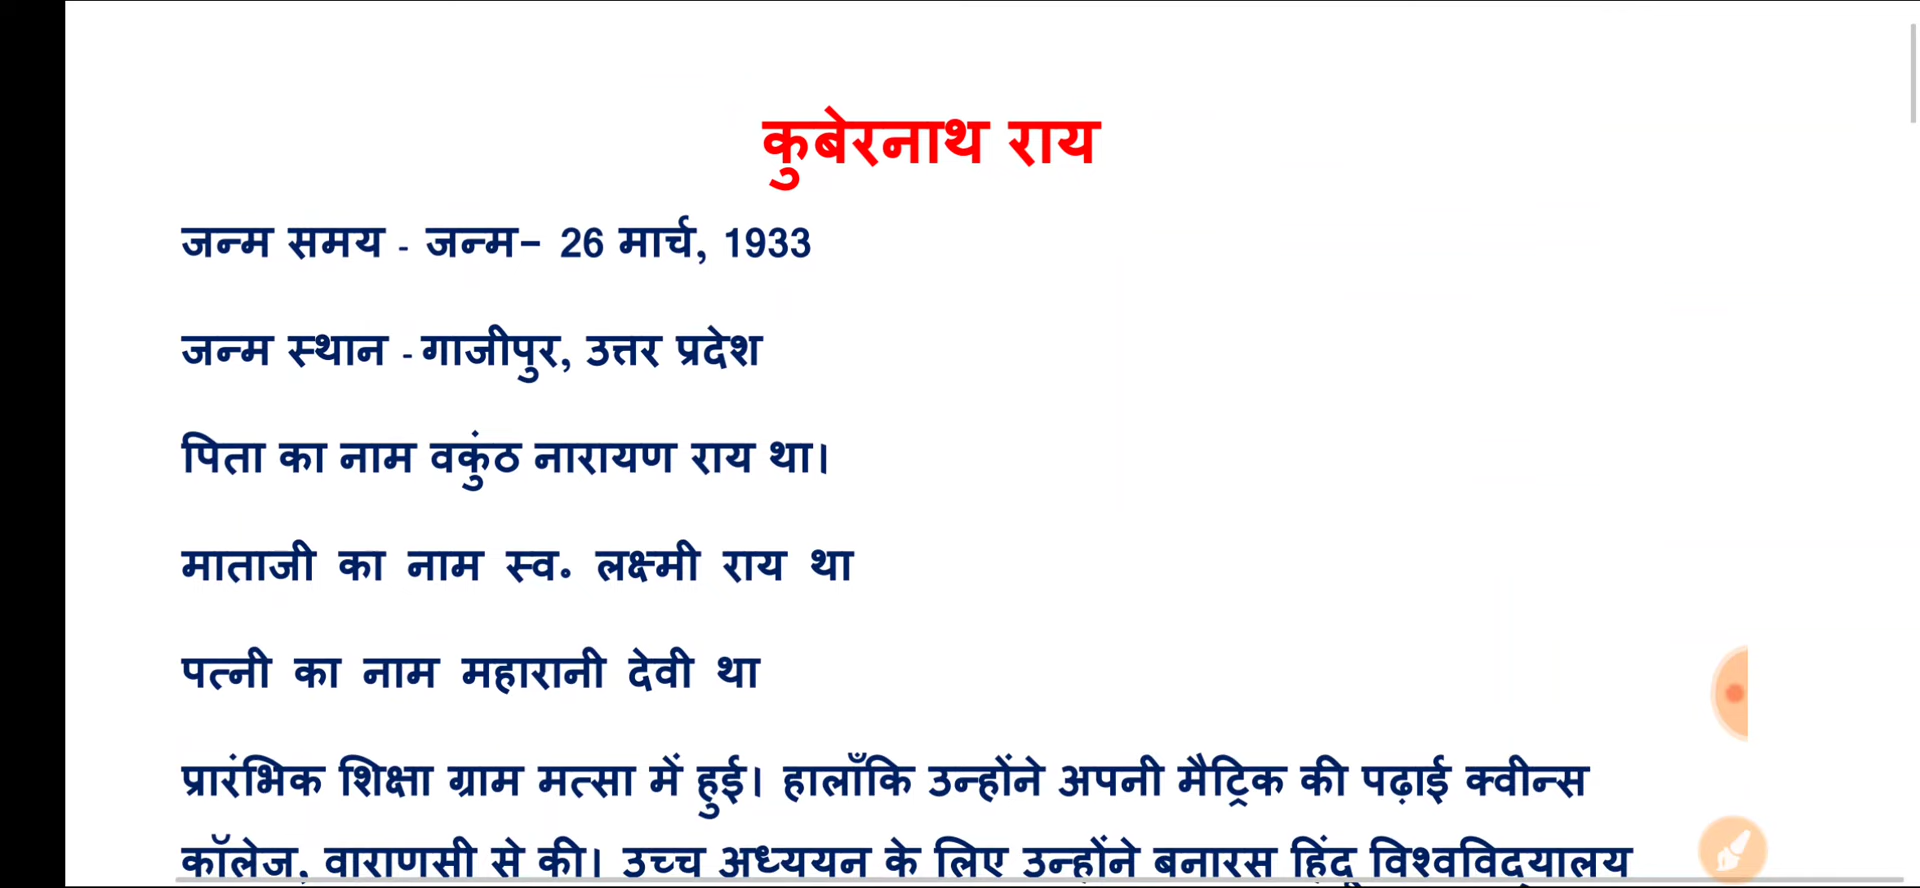 कुबेरनाथ राय
जन्म समय - जन्म– 26 मार्च, 1933
जन्म स्थान - गाजीपुर, उत्तर प्रदेश
पिता का नाम वकुंठ नारायण राय था।
माताजी का नाम स्व॰ लक्ष्मी राय था
पत्नी का नाम महारानी देवी था
प्रारंभिक शिक्षा ग्राम मत्सा में हुई। हालाँकि उन्होंने अपनी मैट्रिक की पढ़ाई क्वीन्स
कॉलेज, वाराणसी से की। उच्च अध्ययन के लिए उन्होंने बनारस हिंदू विश्वविद्यालय